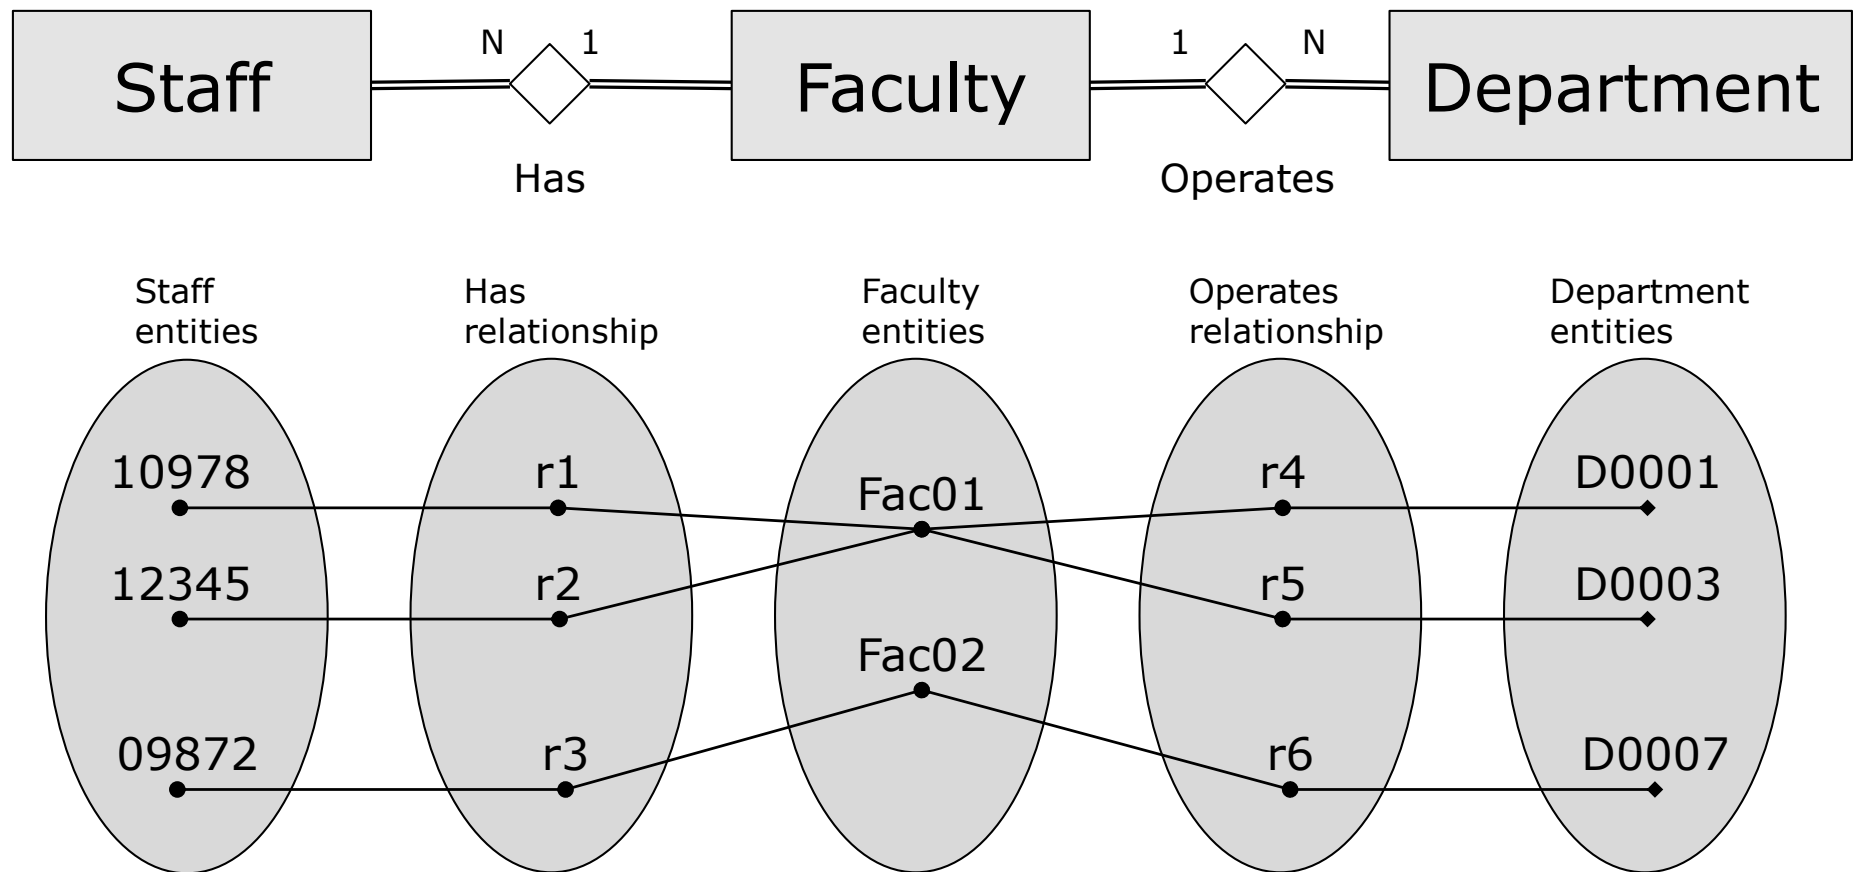 N 1 1 N
Staff Faculty Department
Has Operates
Staff Has Faculty Operates Department
entities relationship entities relationship entities
10978 r1 Fac01 r4 D0001
12345 r2 r5 D0003
Fac02
09872 r3 r6 D0007